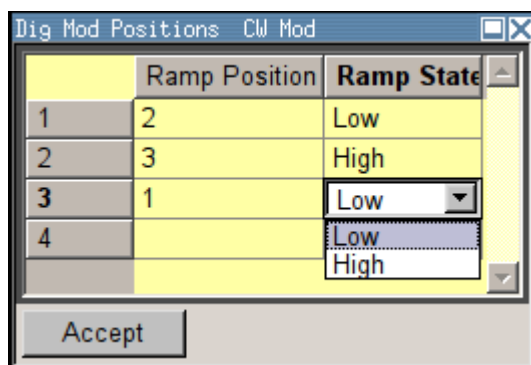 Dig Mod Positions CW Mod
Ramp Position Ramp State
1 2 Low
2 3 High
3 1 Low
4 Low
High
Accept